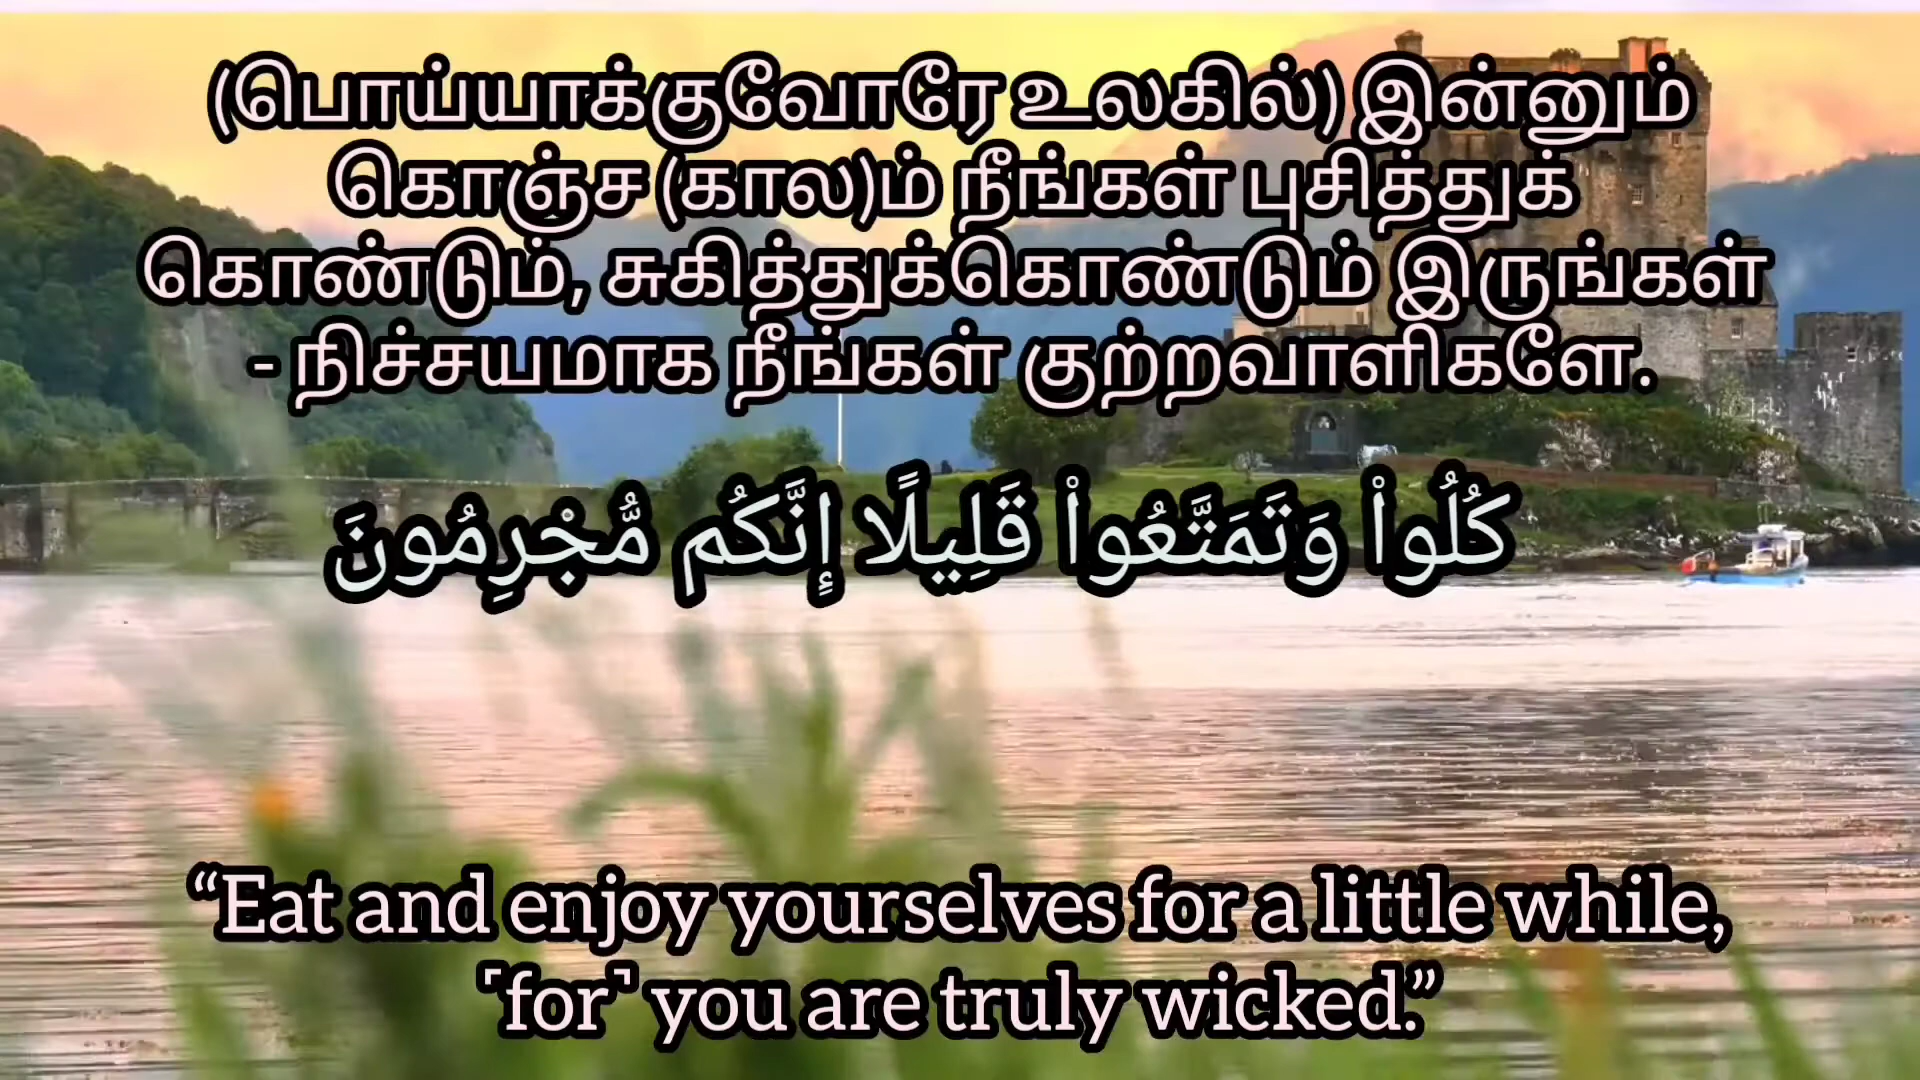 (பொய்யாக்குவோரே உலகில்) இன்னும்
கொஞ்ச (கால)ம் நீங்கள் புசித்துக்
கொண்டும், சுகித்துக்கொண்டும் இருங்கள்
- நிச்சயமாக நீங்கள் குற்றவாளிகளே.
كُلُوا۟ وَتَمَتَّعُوا۟ قَلِيلًا إِنَّكُم مُّجْرِمُونَ
“Eat and enjoy yourselves for a little while,
˹for˺ you are truly wicked.”